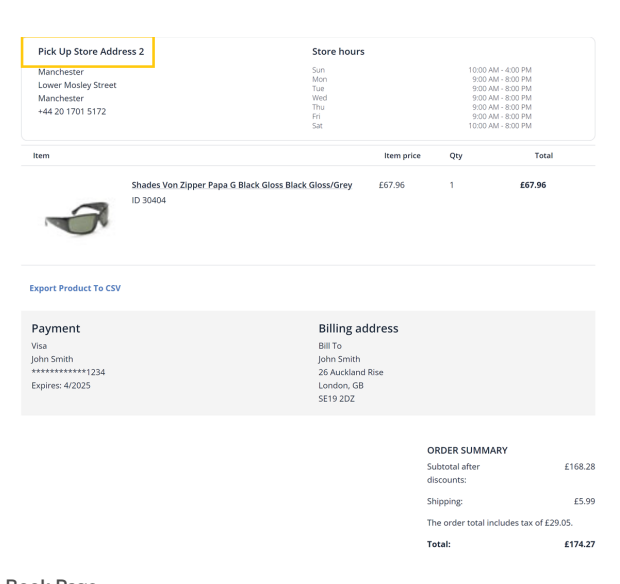 Pick Up Store Address 2
Manchester
Lower Mosley Street
Manchester
+44 20 1701 5172
Store hours
Sun 10:00 AM - 4:00 PM
Mon 9:00 AM - 8:00 PM
Tue 9:00 AM - 8:00 PM
Wed 9:00 AM - 8:00 PM
Thu 9:00 AM - 8:00 PM
Fri 9:00 AM - 8:00 PM
Sat 10:00 AM - 8:00 PM
Item Item price Qty Total
Shades Von Zipper Papa G Black Gloss Black Gloss/Grey £67.96 1 £67.96
ID 30404
Export Product To CSV
Payment
Visa
John Smith
************1234
Expires: 4/2025
Billing address
Bill To
John Smith
26 Auckland Rise
London, GB
SE19 2DZ
ORDER SUMMARY
Subtotal after £168.28
discounts:
Shipping: £5.99
The order total includes tax of £29.05.
Total: £174.27